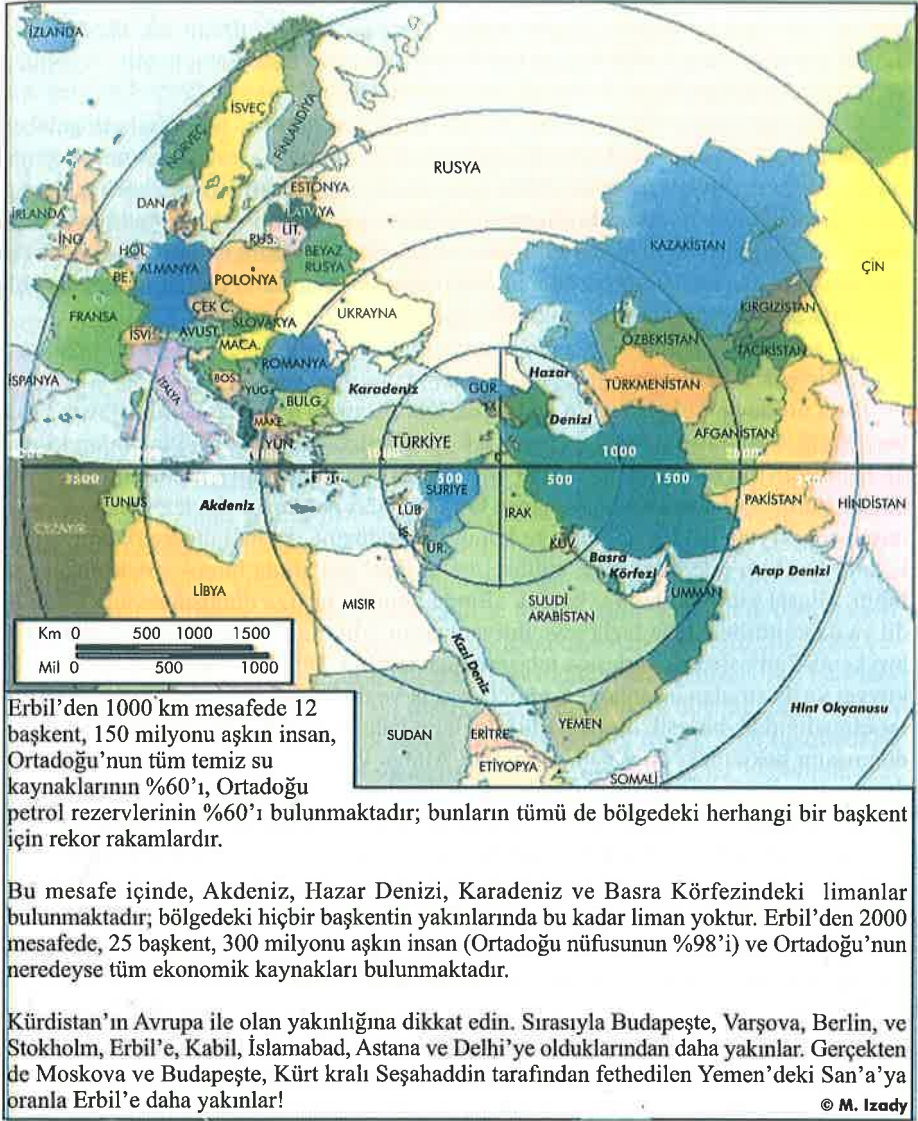 İZLANDA
NORVEÇ
İSVEÇ
FİNLANDİYA
RUSYA
ESTONYA
LATVYA
LİT.
RUS.
BEYAZ
RUSYA
DAN.
İRLANDA
İNG.
HOL.
BE.
ALMANYA
POLONYA
KAZAKİSTAN
ÇİN
FRANSA
ÇEK C.
SLOVAKYA
UKRAYNA
İSVİ.
AVUST.
MACA.
ROMANYA
KIRGIZİSTAN
ÖZBEKİSTAN
TACİKİSTAN
İSPANYA
İTALYA
BOS.
YUG.
BULG.
MAKE.
YUN.
Karadeniz
GÜR.
Hazar
Denizi
TÜRKMENİSTAN
TÜRKİYE
AFGANİSTAN
1000
2000
2500
500
500
1000
1500
CEZAYİR
TUNUS
Akdeniz
LÜB
İS.
SURİYE
ÜR.
IRAK
KUV.
PAKİSTAN
HİNDİSTAN
Basra
Körfezi
Arap Denizi
LİBYA
MISIR
SUUDİ
ARABİSTAN
UMMAN
Kızıl Deniz
Km 0 500 1000 1500
Mil 0 500 1000
SUDAN
ERİTRE
YEMEN
ETİYOPYA
SOMALİ
Hint Okyanusu
Erbil’den 1000 km mesafede 12
başkent, 150 milyonu aşkın insan,
Ortadoğu’nun tüm temiz su
kaynaklarının %60’ı, Ortadoğu
petrol rezervlerinin %60’ı bulunmaktadır; bunların tümü de bölgedeki herhangi bir başkent
için rekor rakamlardır.
Bu mesafe içinde, Akdeniz, Hazar Denizi, Karadeniz ve Basra Körfezindeki limanlar
bulunmaktadır; bölgedeki hiçbir başkentin yakınlarında bu kadar liman yoktur. Erbil’den 2000
mesafede, 25 başkent, 300 milyonu aşkın insan (Ortadoğu nüfusunun %98’i) ve Ortadoğu’nun
neredeyse tüm ekonomik kaynakları bulunmaktadır.
Kürdistan’ın Avrupa ile olan yakınlığına dikkat edin. Sırasıyla Budapeşte, Varşova, Berlin, ve
Stokholm, Erbil’e, Kabil, İslamabad, Astana ve Delhi’ye olduklarından daha yakınlar. Gerçekten
de Moskova ve Budapeşte, Kürt kralı Seşahaddin tarafından fethedilen Yemen’deki San’a’ya
oranla Erbil’e daha yakınlar!
© M. Izady